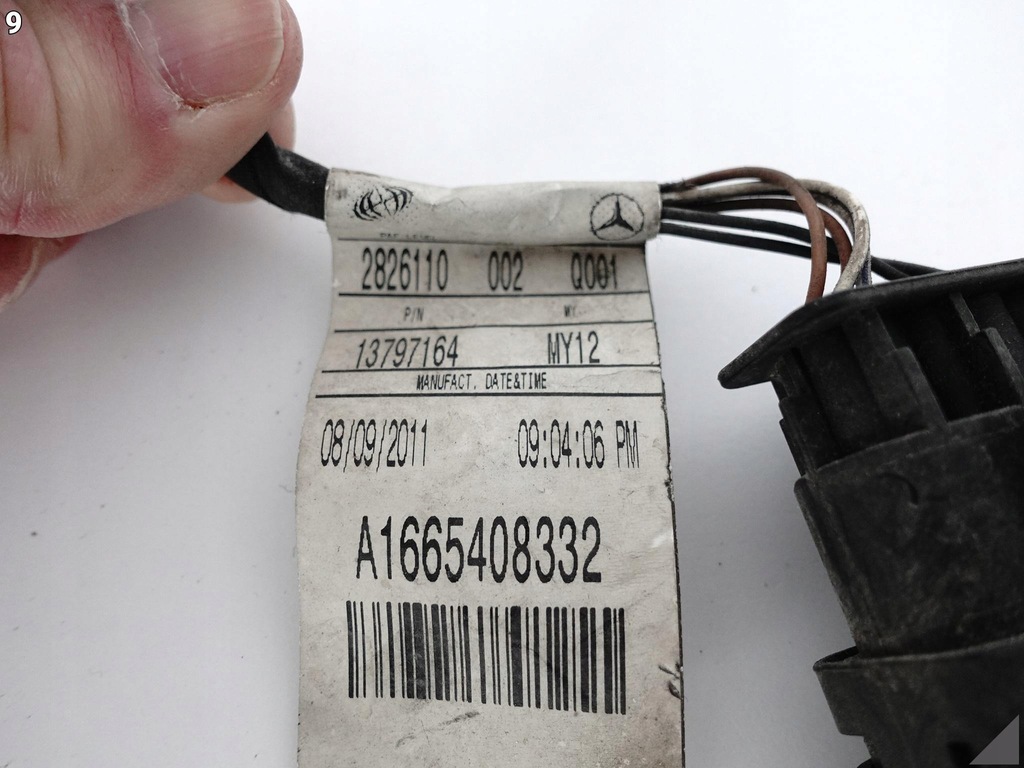 9
2826110 002 Q001
P/N MY
13797164 MY12
MANUFACT. DATE&TIME
08/09/2011 09:04:06 PM
A1665408332